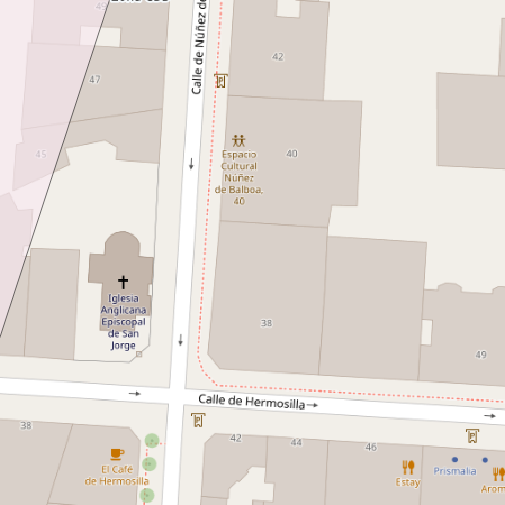 45
42
47
Calle de Núñez de
Espacio
Cultural
Núñez
de Balboa,
40
40
45
Iglesia
Anglicana
Episcopal
de San
Jorge
38
49
Calle de Hermosilla
38
42
44
46
El Café
de Hermosilla
Estay
Prismalia
Arom